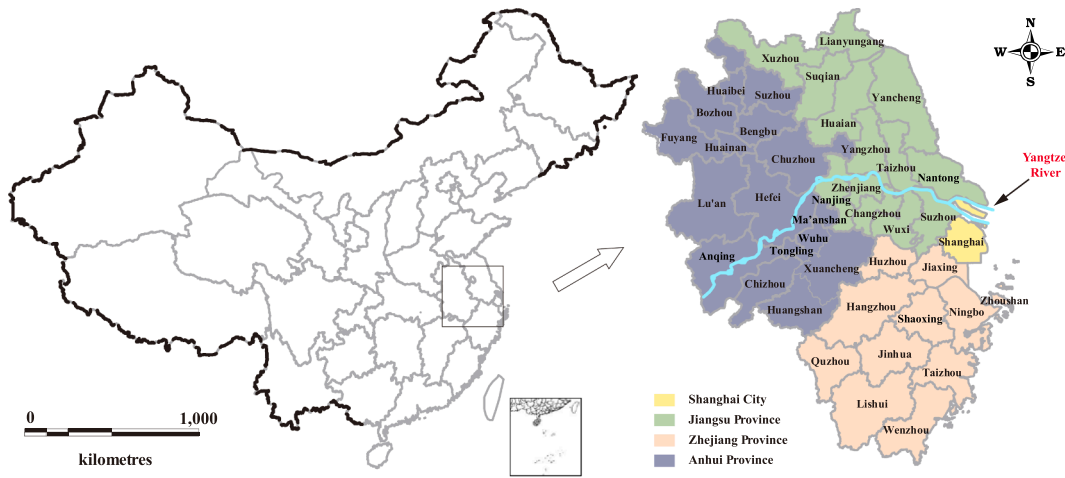 N
W E
S
Lianyungang
Xuzhou
Suqian
Huaibei
Suzhou
Yancheng
Bozhou
Huaian
Bengbu
Fuyang
Huainan
Yangzhou
Chuzhou
Taizhou
Yangtze
River
Nantong
Zhenjiang
Hefei
Nanjing
Lu'an
Changzhou
Suzhou
Ma'anshan
Wuxi
Wuhu
Shanghai
Tongling
Anqing
Huzhou
Xuancheng
Jiaxing
Chizhou
Zhoushan
Hangzhou
Huangshan
Ningbo
Shaoxing
Jinhua
Quzhou
Taizhou
Lishui
Wenzhou
Shanghai City
Jiangsu Province
Zhejiang Province
Anhui Province
0 1,000
kilometres